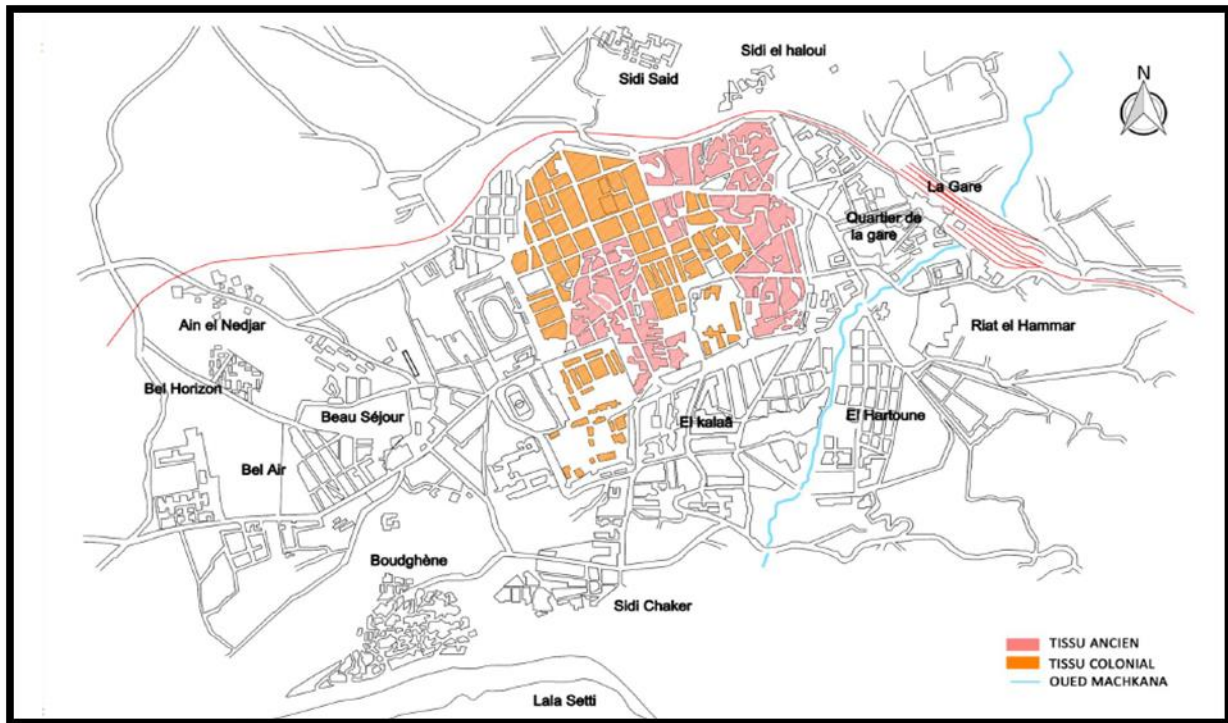 Sidi el haloui
Sidi Said
N
La Gare
Quartier de
la gare
Ain el Nedjar
Riat el Hammar
Bel Horizon
Beau Séjour
El kalaâ
El Hartoune
Bel Air
Boudghène
Sidi Chaker
TISSU ANCIEN
TISSU COLONIAL
OUED MACHKANA
Lala Setti